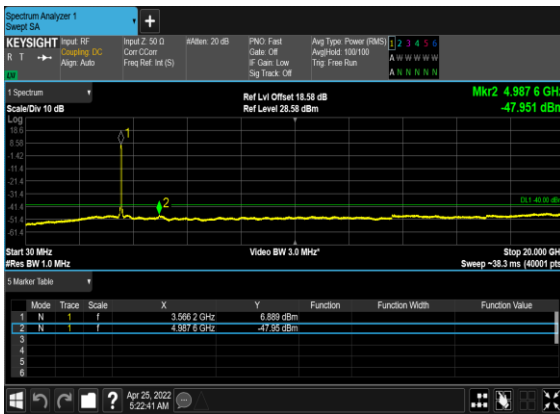 Spectrum Analyzer 1
Swept SA
KEYSIGHT
R T
LV
Input: RF
Coupling: DC
Align: Auto
Input Z: 50 Ω
Corr CCorr
Freq Ref: Int (S)
#Atten: 20 dB
PNO: Fast
Gate: Off
IF Gain: Low
Sig Track: Off
Avg Type: Power (RMS)
Avg|Hold: 100/100
Trig: Free Run
1 2 3 4 5 6
A W W W W W
A N N N N N
1 Spectrum
Scale/Div 10 dB
Ref Lvl Offset 18.58 dB
Ref Level 28.58 dBm
Mkr2 4.987 6 GHz
-47.951 dBm
Log
18.6
8.58
-1.42
-11.4
-21.4
-31.4
-41.4
-51.4
-61.4
1
2
DL1 -40.00 dBm
Start 30 MHz
#Res BW 1.0 MHz
Video BW 3.0 MHz*
Stop 20.000 GHz
Sweep ~38.3 ms (40001 pts)
5 Marker Table
Mode Trace Scale X Y Function Function Width Function Value
1 N 1 f 3.566 2 GHz 6.889 dBm
2 N 1 f 4.987 6 GHz -47.95 dBm
3
4
5
6
?
Apr 25, 2022
5:22:41 AM